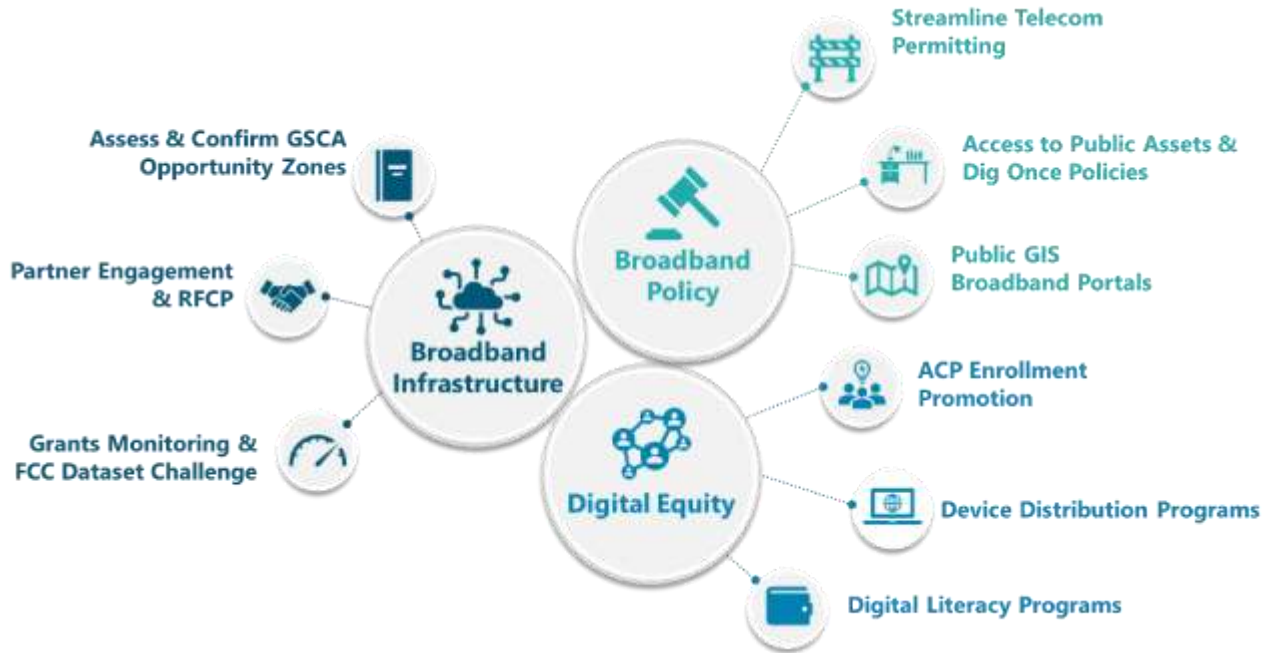 Streamline Telecom
Permitting
Assess & Confirm GSCA
Opportunity Zones
Access to Public Assets &
Dig Once Policies
Broadband
Policy
Partner Engagement
& RFCP
Public GIS
Broadband Portals
Broadband
Infrastructure
ACP Enrollment
Promotion
Grants Monitoring &
FCC Dataset Challenge
Digital Equity
Device Distribution Programs
Digital Literacy Programs